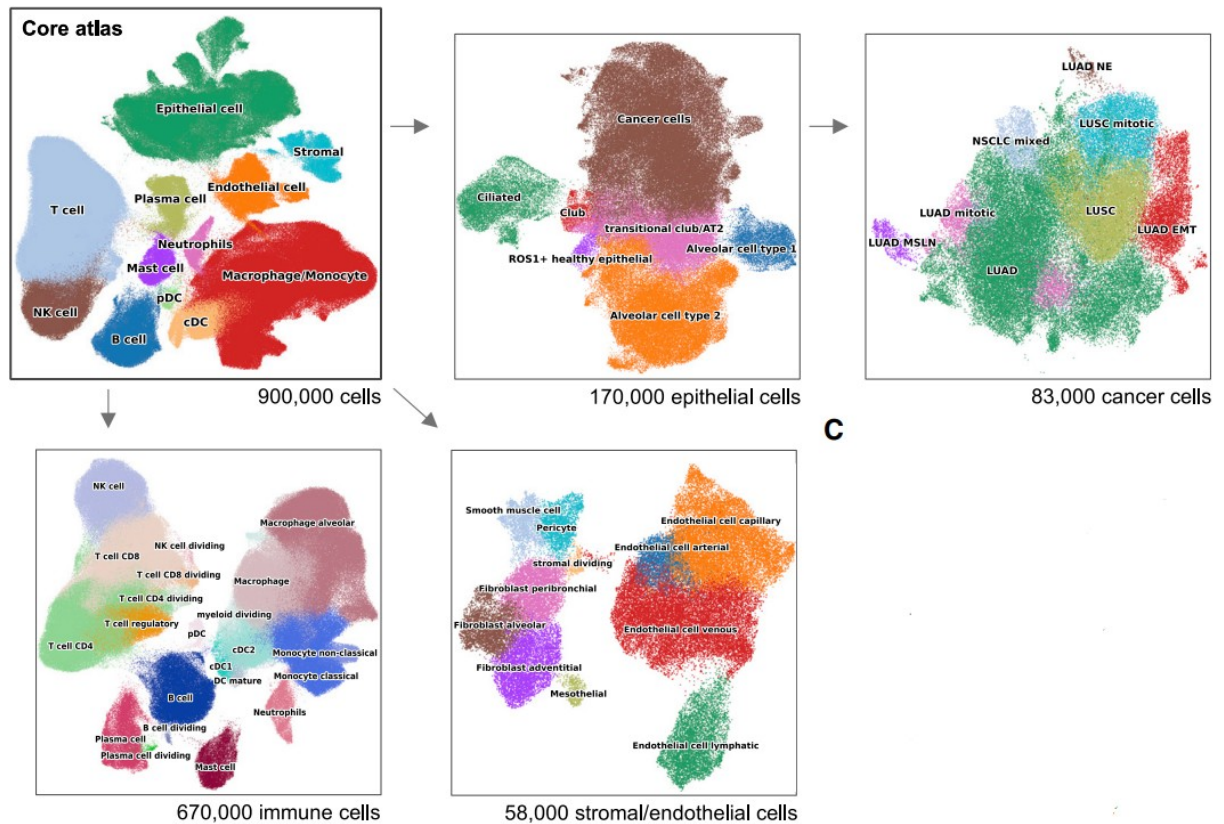 Core atlas
Epithelial cell
Stromal
Endothelial cell
Plasma cell
T cell
Neutrophils
Mast cell
Macrophage/Monocyte
pDC
NK cell
cDC
B cell
900,000 cells
Cancer cells
Ciliated
Club
transitional club/AT2
Alveolar cell type 1
ROS1+ healthy epithelial
Alveolar cell type 2
170,000 epithelial cells
LUAD NE
LUSC mitotic
NSCLC mixed
LUAD mitotic
LUSC
LUAD EMT
LUAD MSLN
LUAD
83,000 cancer cells
C
NK cell
Macrophage alveolar
NK cell dividing
T cell CD8
T cell CD8 dividing
Macrophage
T cell CD4 dividing
myeloid dividing
T cell regulatory
pDC
T cell CD4
cDC2
Monocyte non-classical
cDC1
Monocyte classical
DC mature
B cell
Neutrophils
B cell dividing
Plasma cell
Plasma cell dividing
Mast cell
670,000 immune cells
Smooth muscle cell
Pericyte
Endothelial cell capillary
Endothelial cell arterial
stromal dividing
Fibroblast peribronchial
Fibroblast alveolar
Endothelial cell venous
Fibroblast adventitial
Mesothelial
Endothelial cell lymphatic
58,000 stromal/endothelial cells